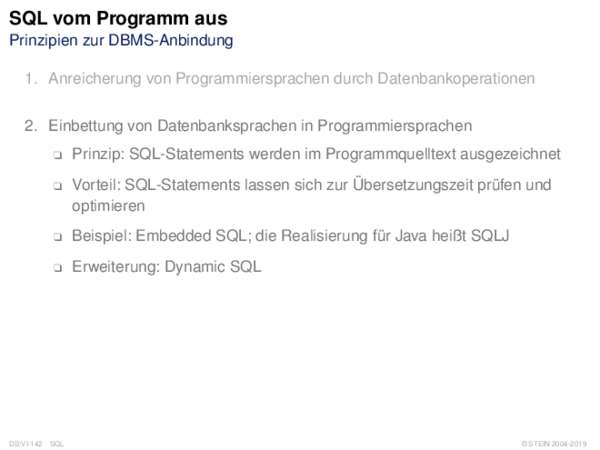 SQL vom Programm aus
Prinzipien zur DBMS-Anbindung
1. Anreicherung von Programmiersprachen durch Datenbankoperationen
2. Einbettung von Datenbanksprachen in Programmiersprachen
❑ Prinzip: SQL-Statements werden im Programmquelltext ausgezeichnet
❑ Vorteil: SQL-Statements lassen sich zur Übersetzungszeit prüfen und
optimieren
❑ Beispiel: Embedded SQL; die Realisierung für Java heißt SQLJ
❑ Erweiterung: Dynamic SQL
DB:VI-142 SQL © STEIN 2004-2019